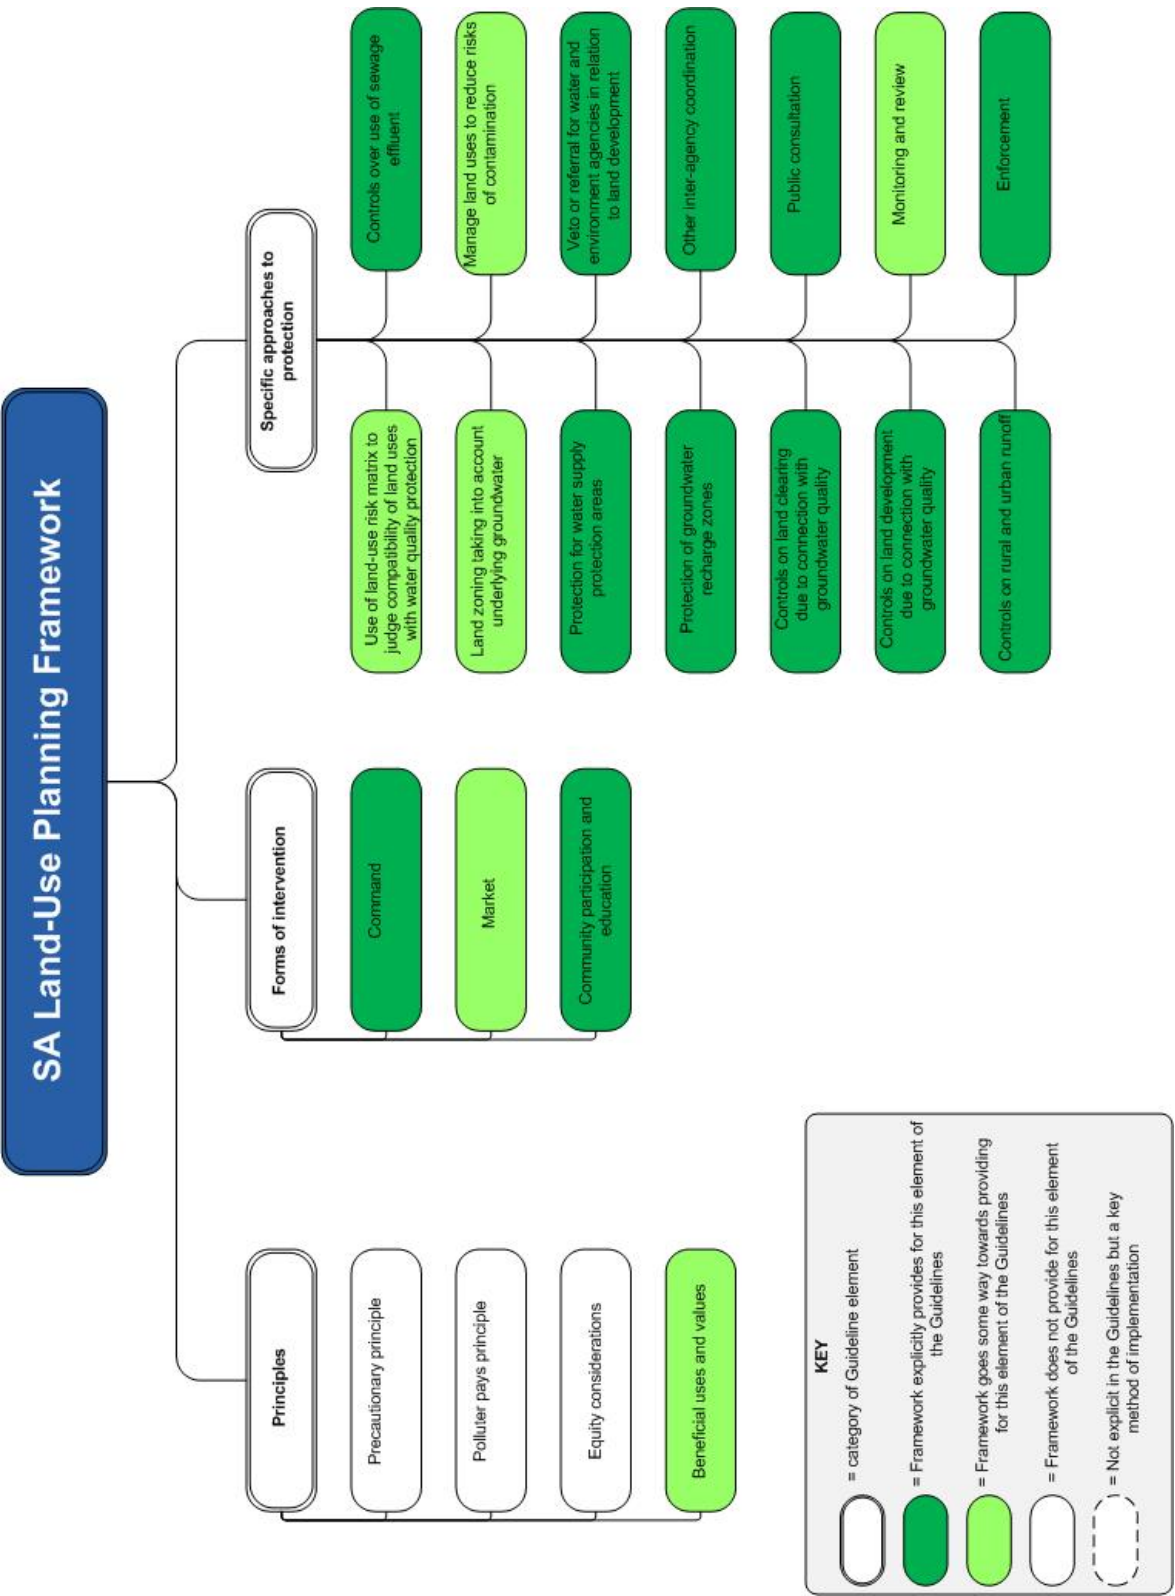 SA Land-Use Planning Framework
Principles
Precautionary principle
Polluter pays principle
Equity considerations
Beneficial uses and values
Forms of intervention
Command
Market
Community participation and
education
Specific approaches to
protection
Use of land-use risk matrix to
judge compatibility of land uses
with water quality protection
Land zoning taking into account
underlying groundwater
Protection for water supply
protection areas
Protection of groundwater
recharge zones
Controls on land clearing
due to connection with
groundwater quality
Controls on land development
due to connection with
groundwater quality
Controls on rural and urban runoff
Controls over use of sewage
effluent
Manage land uses to reduce risks
of contamination
Veto or referral for water and
environment agencies in relation
to land development
Other inter-agency coordination
Public consultation
Monitoring and review
Enforcement
KEY
= category of Guideline element
= Framework explicitly provides for this element of
the Guidelines
= Framework goes some way towards providing
for this element of the Guidelines
= Framework does not provide for this element
of the Guidelines
= Not explicit in the Guidelines but a key
method of implementation